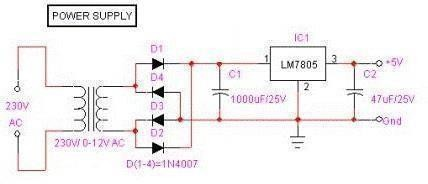 POWER SUPPLY
D1
IC1
D4
C1
1
LM7805
3
C2
+5V
230V
AC
D3
2
1000uF/25V
47uF/25V
D2
Gnd
230V/ 0-12V AC
D(1-4)=1N4007